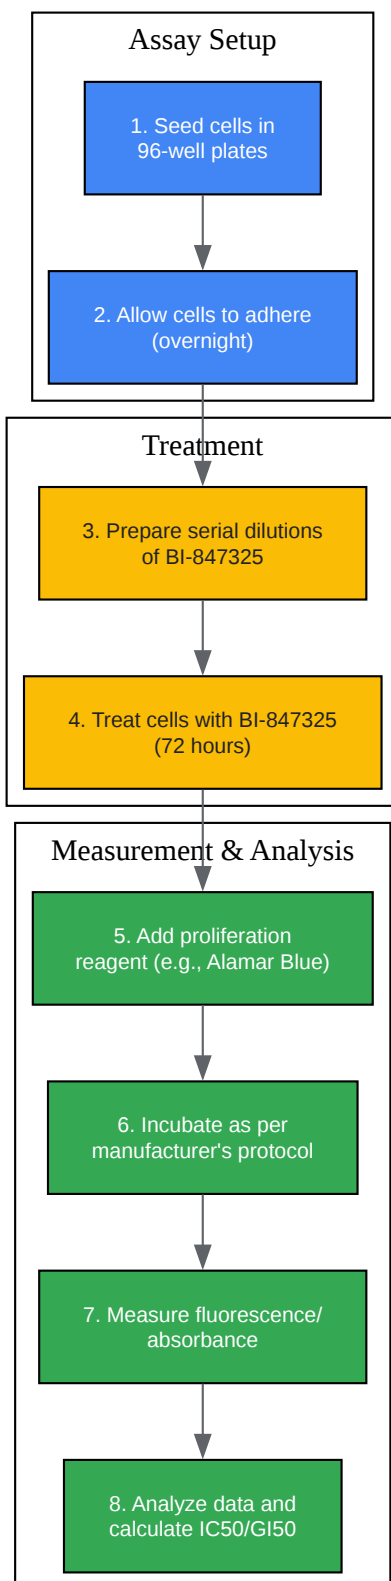 Assay Setup
1. Seed cells in
96-well plates
2. Allow cells to adhere
(overnight)
Treatment
3. Prepare serial dilutions
of BI-847325
4. Treat cells with BI-847325
(72 hours)
Measurement & Analysis
5. Add proliferation
reagent (e.g., Alamar Blue)
6. Incubate as per
manufacturer's protocol
7. Measure fluorescence/
absorbance
8. Analyze data and
calculate IC50/GI50